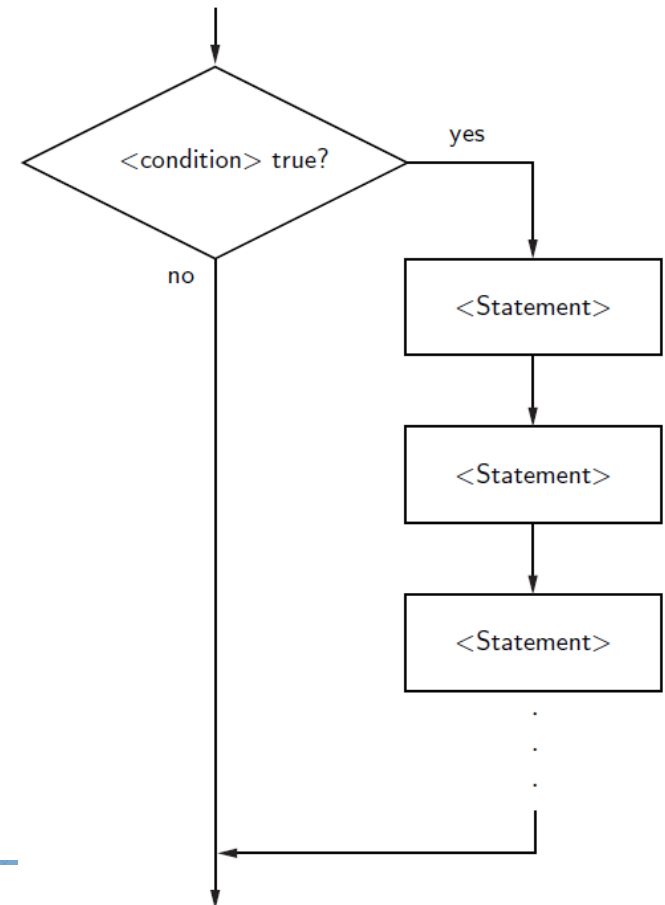 <condition> true?
yes
no
<Statement>
<Statement>
<Statement>
.
.
.